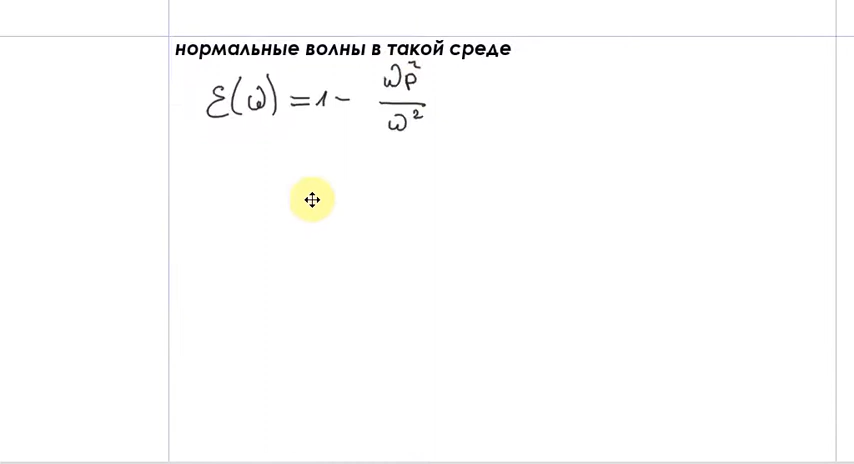 нормальные волны в такой среде
ε(ω) = 1 - ωp² / ω²